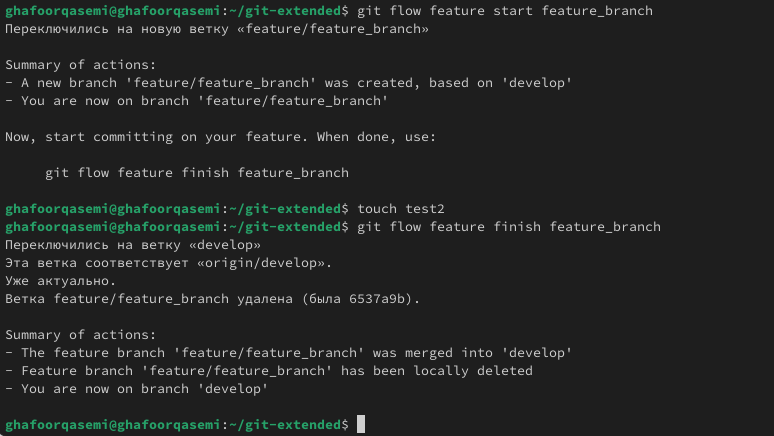 ghafoorqasemi@ghafoorqasemi:~/git-extended$ git flow feature start feature_branch
Переключились на новую ветку «feature/feature_branch»
Summary of actions:
- A new branch 'feature/feature_branch' was created, based on 'develop'
- You are now on branch 'feature/feature_branch'
Now, start committing on your feature. When done, use:
git flow feature finish feature_branch
ghafoorqasemi@ghafoorqasemi:~/git-extended$ touch test2
ghafoorqasemi@ghafoorqasemi:~/git-extended$ git flow feature finish feature_branch
Переключились на ветку «develop»
Эта ветка соответствует «origin/develop».
Уже актуально.
Ветка feature/feature_branch удалена (была 6537a9b).
Summary of actions:
- The feature branch 'feature/feature_branch' was merged into 'develop'
- Feature branch 'feature/feature_branch' has been locally deleted
- You are now on branch 'develop'
ghafoorqasemi@ghafoorqasemi:~/git-extended$